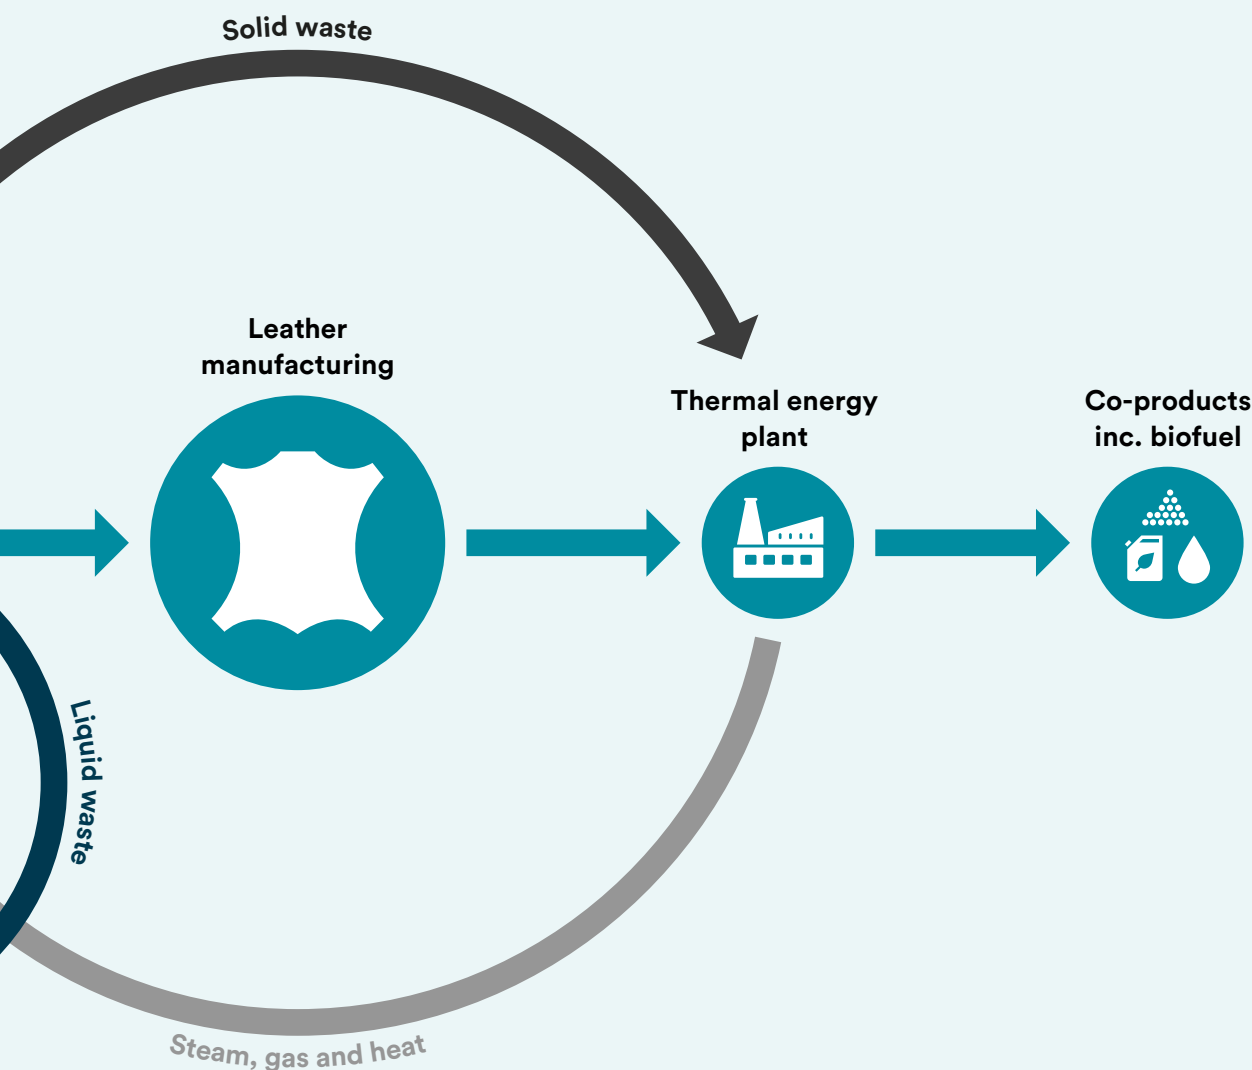 Solid waste
Leather
manufacturing
Thermal energy
plant
Co-products
inc. biofuel
Liquid waste
Steam, gas and heat